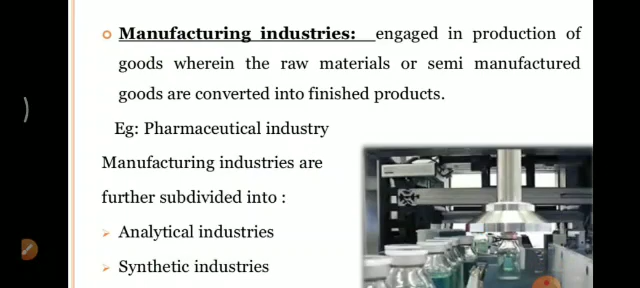 Manufacturing industries: engaged in production of
goods wherein the raw materials or semi manufactured
goods are converted into finished products.
Eg: Pharmaceutical industry
Manufacturing industries are
further subdivided into :
Analytical industries
Synthetic industries